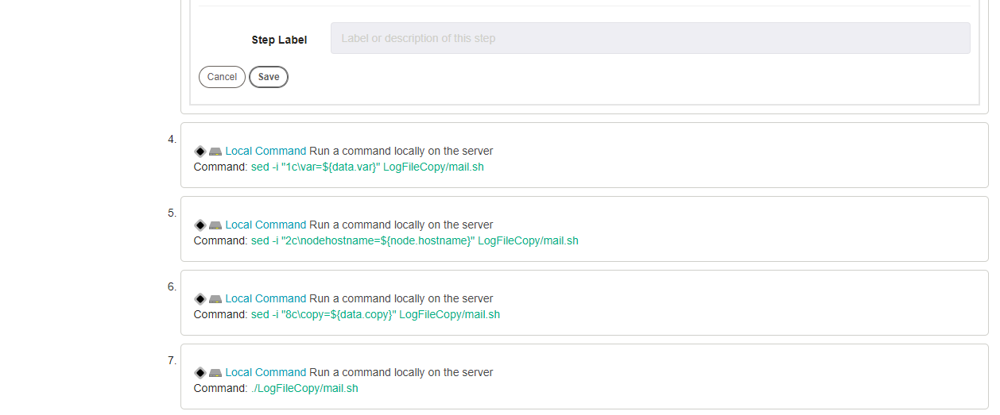 Step Label
Label or description of this step
Cancel
Save
4.
Local Command Run a command locally on the server
Command: sed -i "1c\var=${data.var}" LogFileCopy/mail.sh
5.
Local Command Run a command locally on the server
Command: sed -i "2c\nodehostname=${node.hostname}" LogFileCopy/mail.sh
6.
Local Command Run a command locally on the server
Command: sed -i "8c\copy=${data.copy}" LogFileCopy/mail.sh
7.
Local Command Run a command locally on the server
Command: ./LogFileCopy/mail.sh